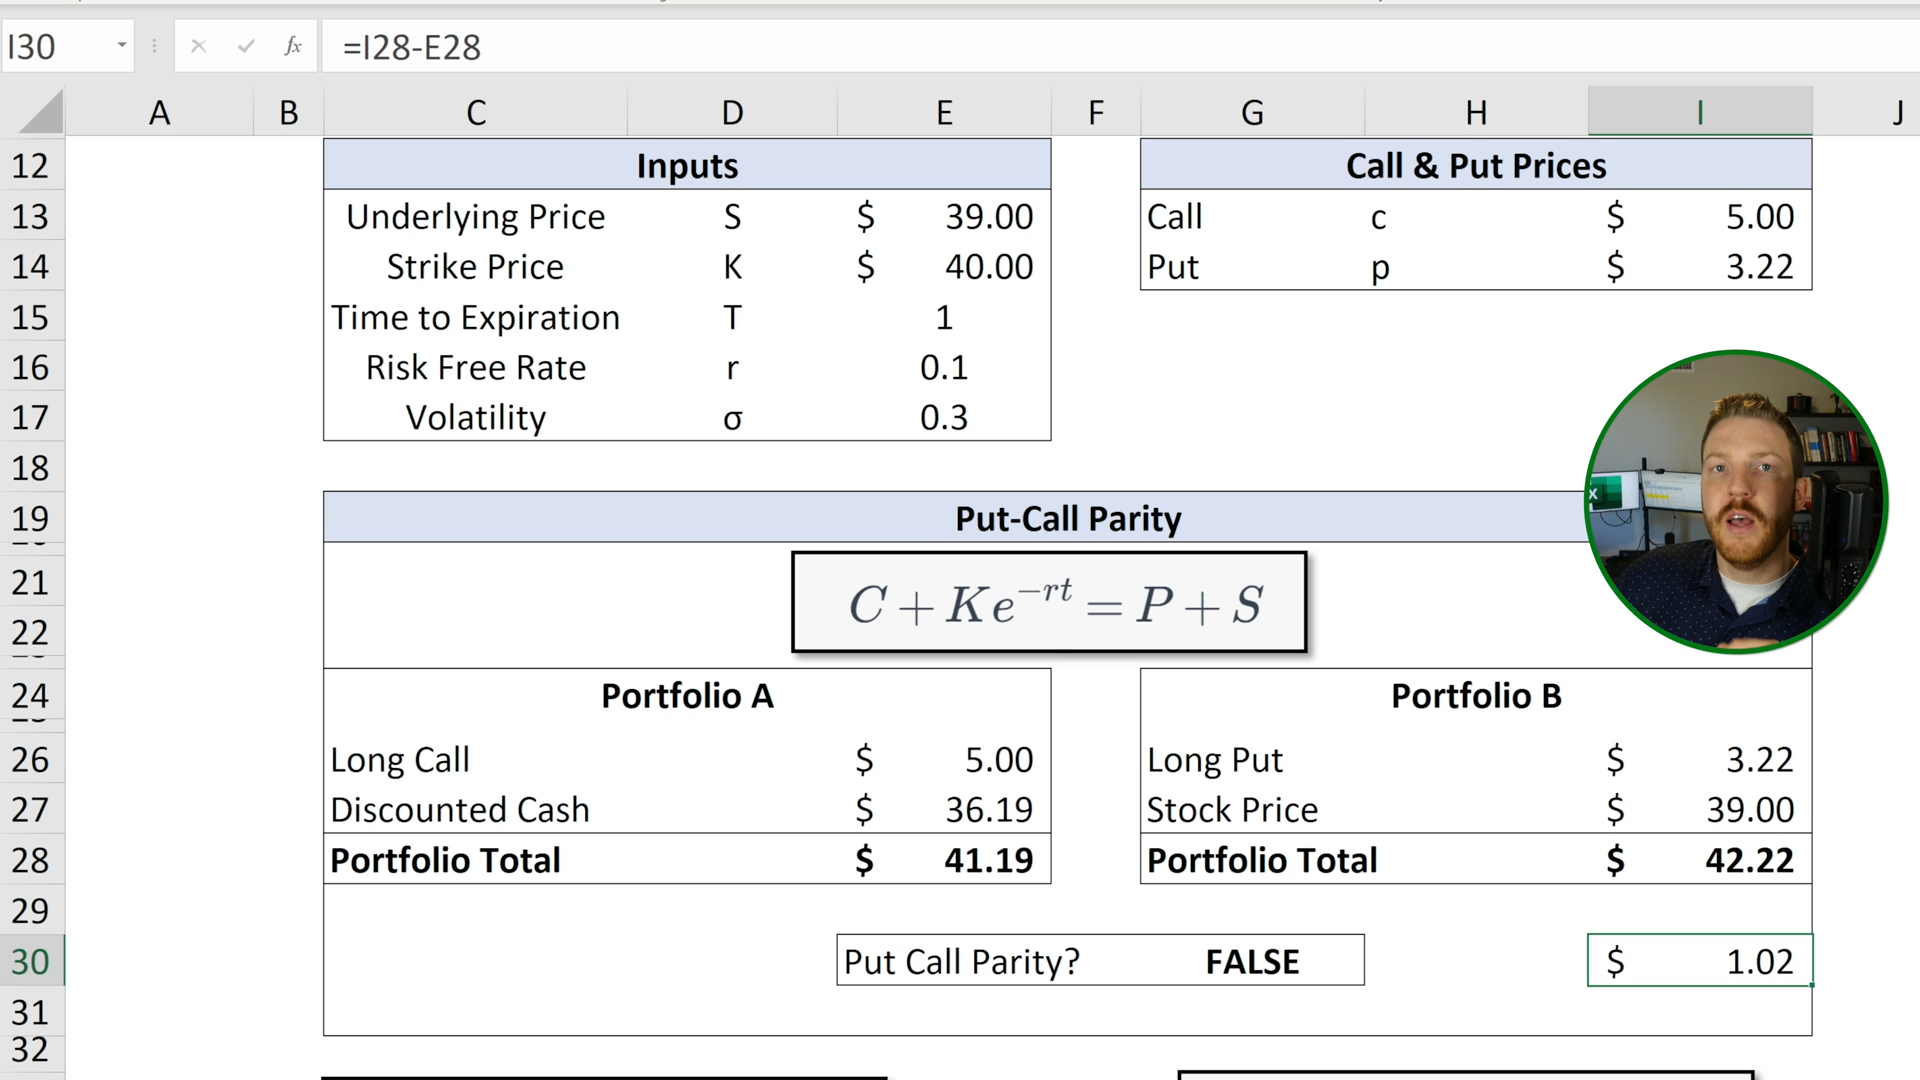 I30 fx =I28-E28
A B C D E F G H I J
12 Inputs Call & Put Prices
13 Underlying Price S $ 39.00 Call c $ 5.00
14 Strike Price K $ 40.00 Put p $ 3.22
15 Time to Expiration T 1
16 Risk Free Rate r 0.1
17 Volatility σ 0.3
18
19 Put-Call Parity
21
C + Ke^{-rt} = P + S
22
24 Portfolio A Portfolio B
26 Long Call $ 5.00 Long Put $ 3.22
27 Discounted Cash $ 36.19 Stock Price $ 39.00
28 Portfolio Total $ 41.19 Portfolio Total $ 42.22
29
30 Put Call Parity? FALSE $ 1.02
31
32